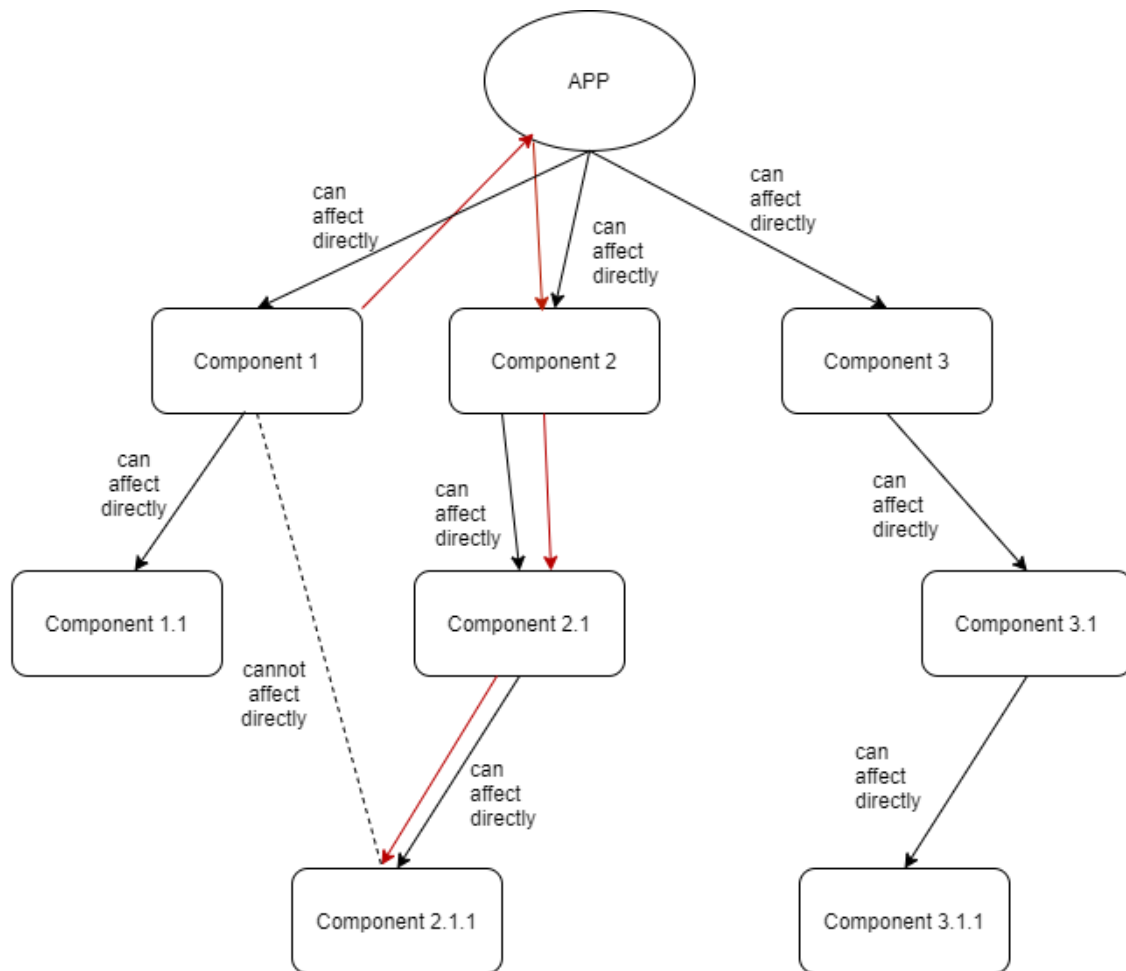 APP
can
affect
directly
can
affect
directly
can
affect
directly
Component 1
Component 2
Component 3
can
affect
directly
can
affect
directly
can
affect
directly
Component 1.1
Component 2.1
Component 3.1
cannot
affect
directly
can
affect
directly
can
affect
directly
Component 2.1.1
Component 3.1.1